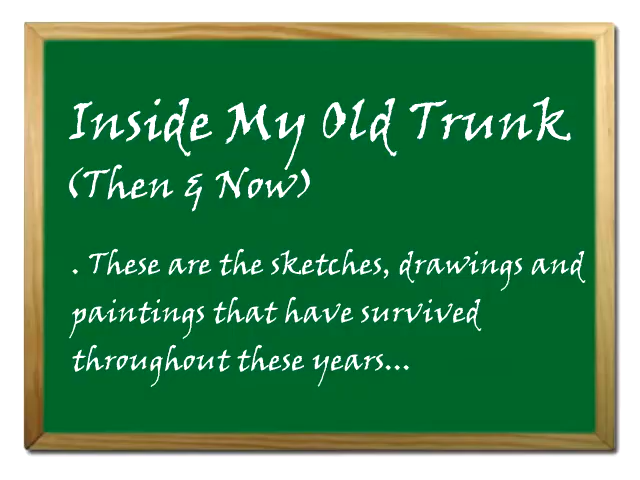 Inside My Old Trunk
(Then & Now)
. These are the sketches, drawings and
paintings that have survived
throughout these years...